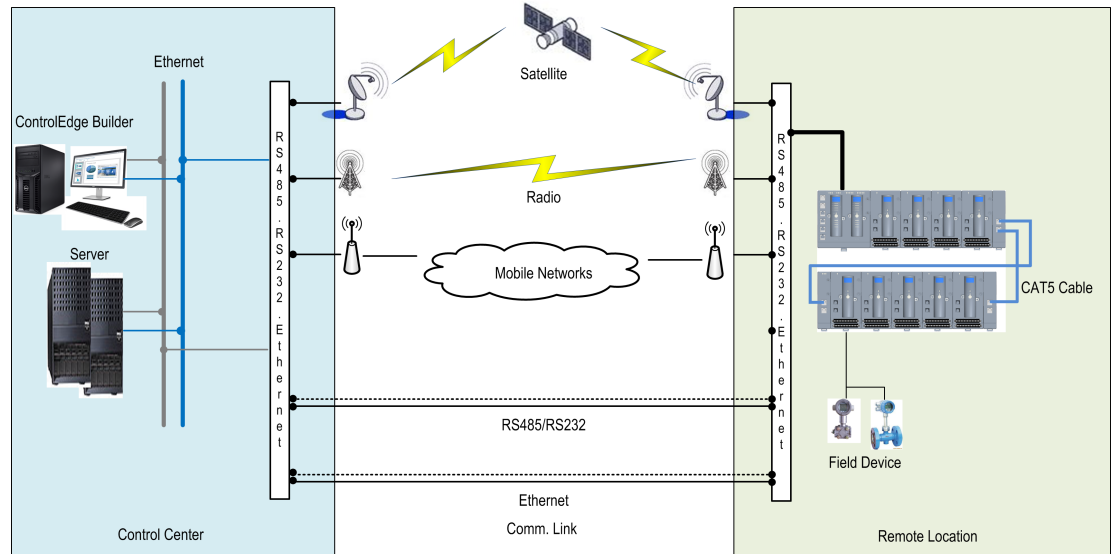 Ethernet
ControlEdge Builder
Server
RS485.RS232.Ethernet
Control Center
Satellite
Radio
Mobile Networks
RS485/RS232
Ethernet
Comm. Link
RS485.RS232.Ethernet
CAT5 Cable
Field Device
Remote Location